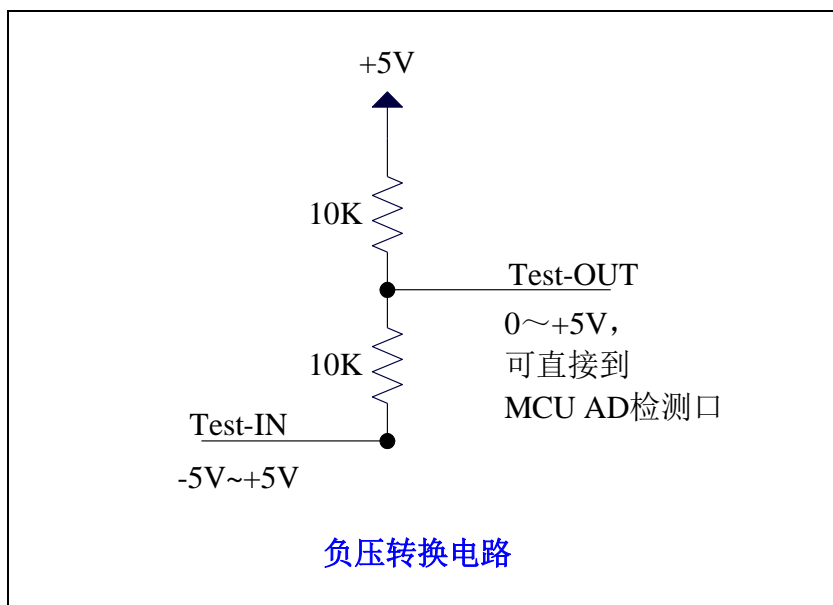 +5V
10K
Test-OUT
0～+5V，
可直接到
MCU AD检测口
10K
Test-IN
-5V~+5V
负压转换电路